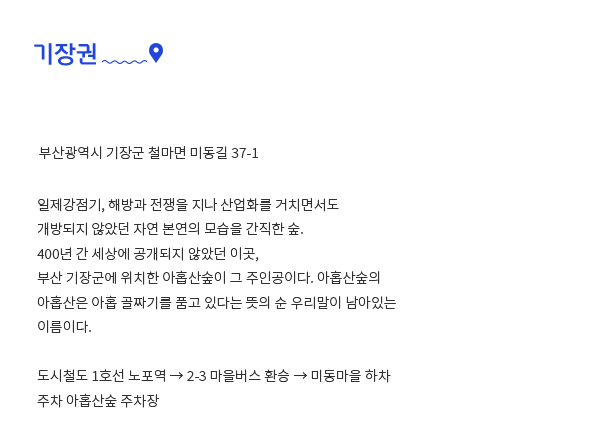 기장권
부산광역시 기장군 철마면 미동길 37-1
일제강점기, 해방과 전쟁을 지나 산업화를 거치면서도
개방되지 않았던 자연 본연의 모습을 간직한 숲.
400년 간 세상에 공개되지 않았던 이곳,
부산 기장군에 위치한 아홉산숲이 그 주인공이다. 아홉산숲의
아홉산은 아홉 골짜기를 품고 있다는 뜻의 순 우리말이 남아있는
이름이다.
도시철도 1호선 노포역 → 2-3 마을버스 환승 → 미동마을 하차
주차 아홉산숲 주차장